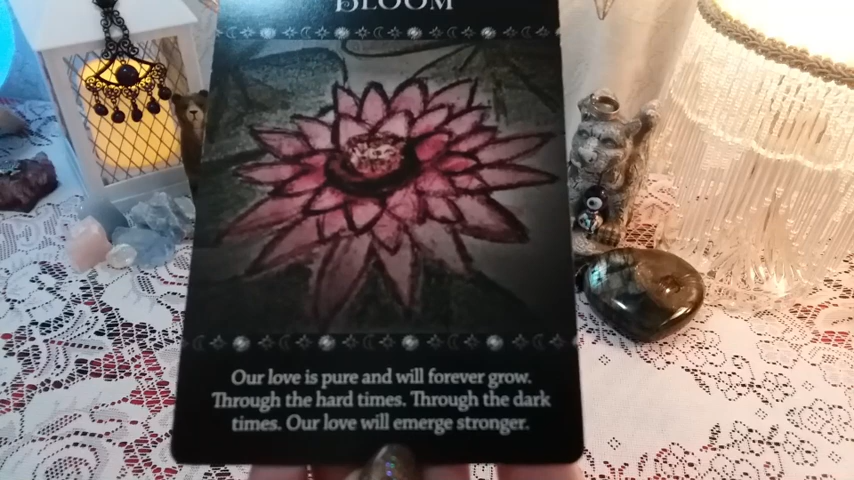 BLOOM
Our love is pure and will forever grow.
Through the hard times. Through the dark
times. Our love will emerge stronger.